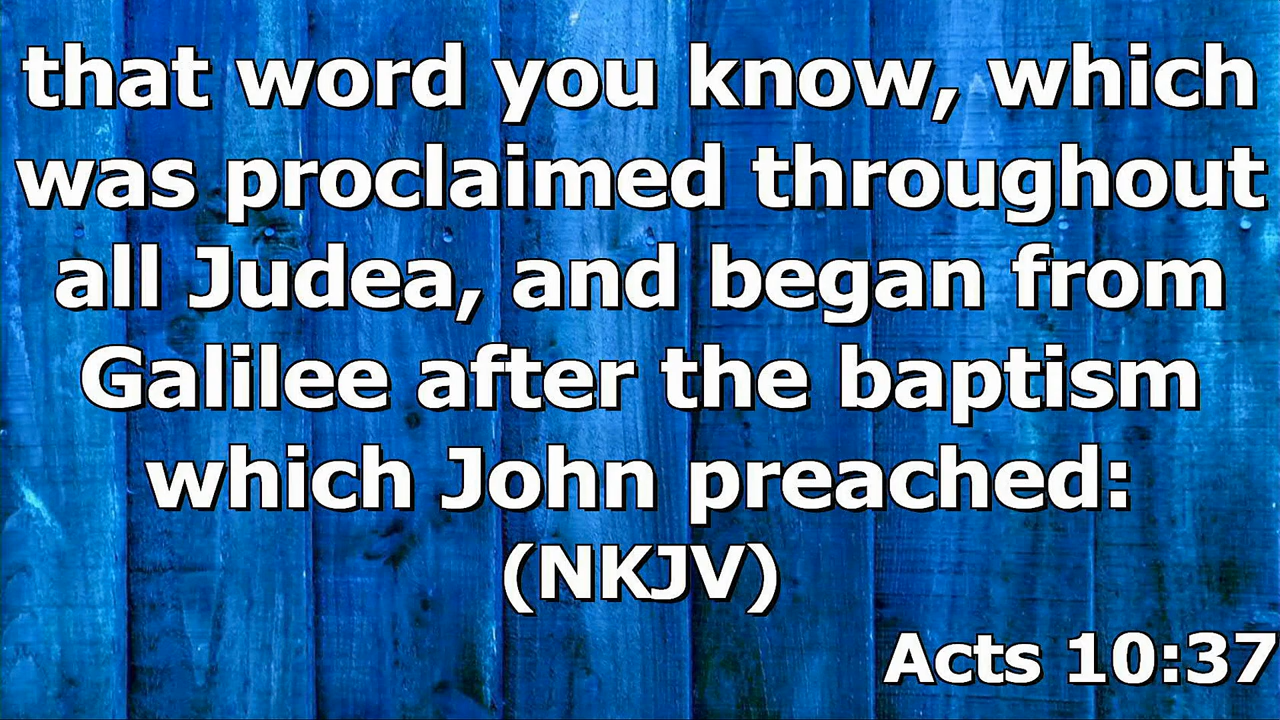 that word you know, which
was proclaimed throughout
all Judea, and began from
Galilee after the baptism
which John preached:
(NKJV)
Acts 10:37